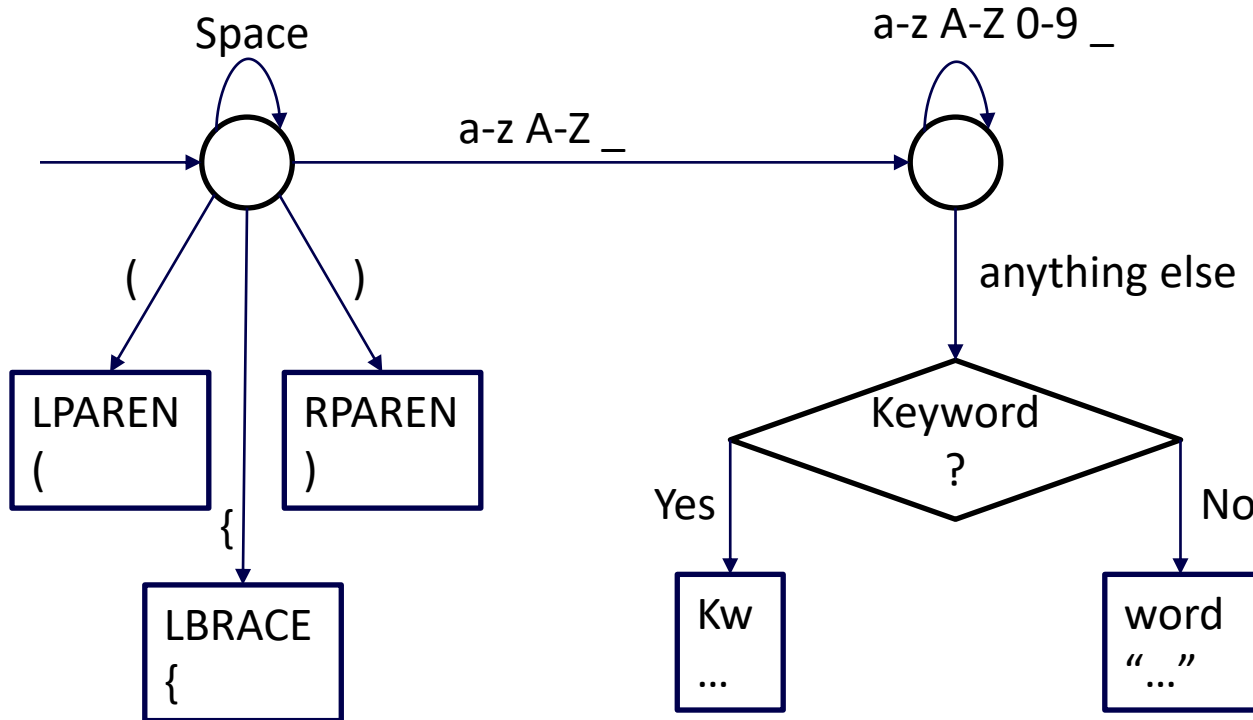 Space
a-z A-Z 0-9 _
a-z A-Z _
(
)
anything else
LPAREN
(
RPAREN
)
Keyword
?
{
Yes
No
LBRACE
{
Kw
...
word
“...”